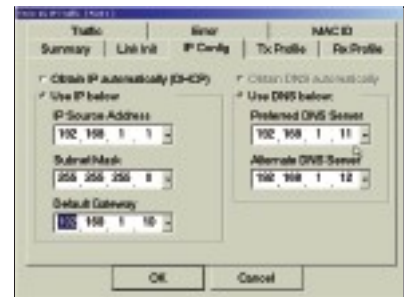 Traffic Error MAC ID
Summary Link Init IP Config Tx Profile Rx Profile
Obtain IP automatically (DHCP)
Obtain DNS automatically
Use IP below
Use DNS below:
IP Source Address
Preferred DNS Server
192 168 1 1
192 168 1 11
Subnet Mask
Alternate DNS Server
255 255 255 0
192 168 1 12
Default Gateway
192 168 1 10
OK Cancel